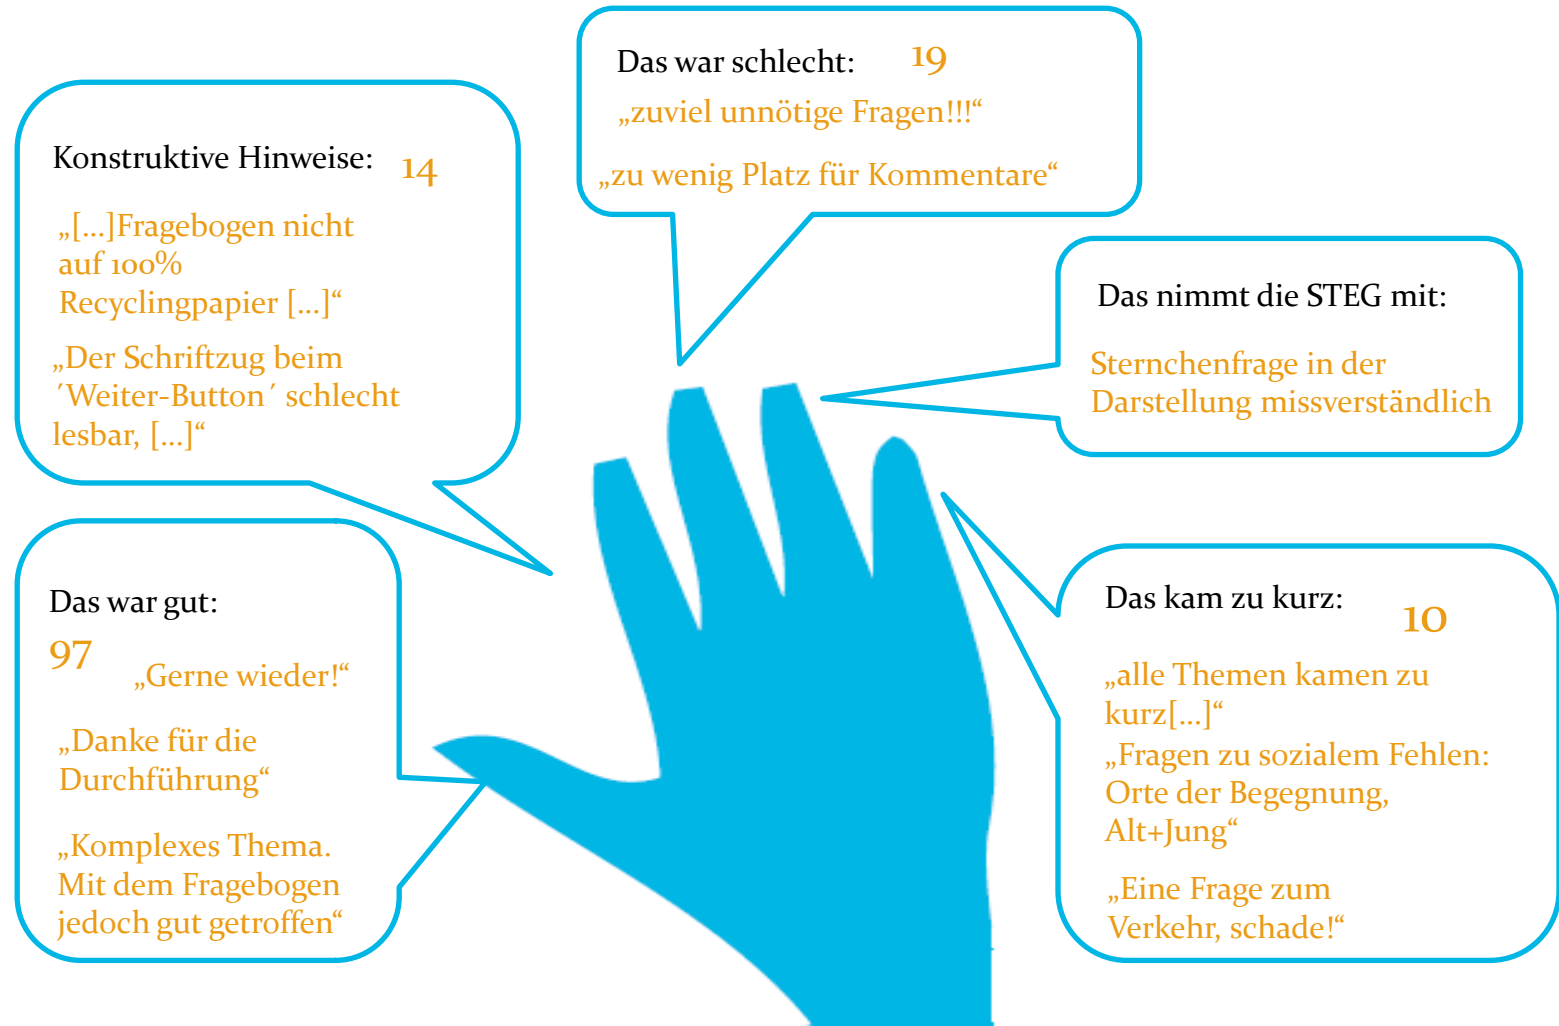 Das war schlecht: 19
„zuviel unnötige Fragen!!!“
„zu wenig Platz für Kommentare“
Konstruktive Hinweise: 14
„[...]Fragebogen nicht
auf 100%
Recyclingpapier [...]“
„Der Schriftzug beim
´Weiter-Button´ schlecht
lesbar, [...]“
Das nimmt die STEG mit:
Sternchenfrage in der
Darstellung missverständlich
Das war gut:
97
„Gerne wieder!“
„Danke für die
Durchführung“
„Komplexes Thema.
Mit dem Fragebogen
jedoch gut getroffen“
Das kam zu kurz: 10
„alle Themen kamen zu
kurz[...]“
„Fragen zu sozialem Fehlen:
Orte der Begegnung,
Alt+Jung“
„Eine Frage zum
Verkehr, schade!“